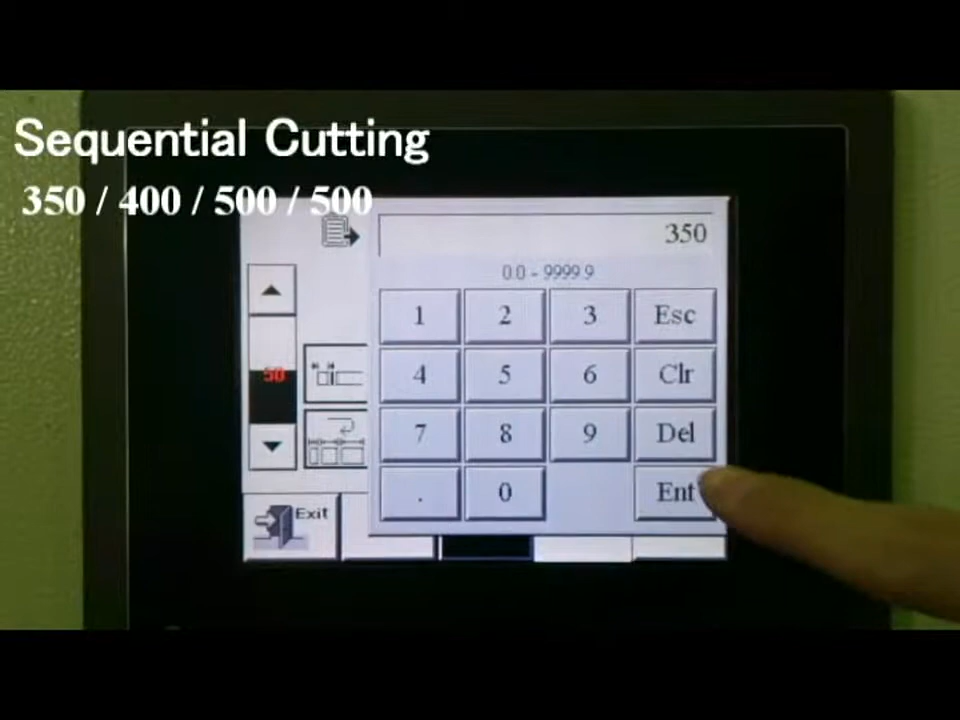 Sequential Cutting
350 / 400 / 500 / 500
350
0.0 - 9999.9
1 2 3 Esc
4 5 6 Clr
50
7 8 9 Del
. 0 Ent
Exit